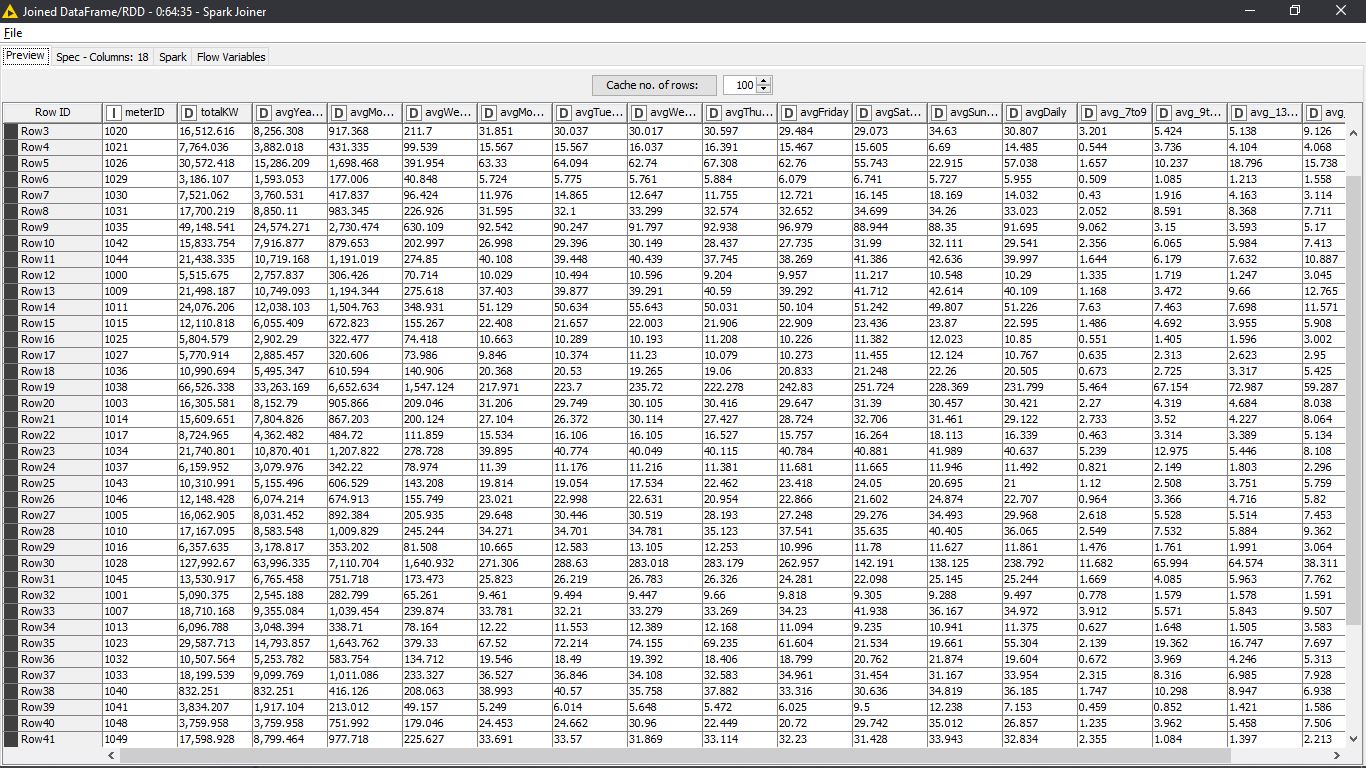 Joined DataFrame/RDD - 0:64:35 - Spark Joiner
File
Preview Spec - Columns: 18 Spark Flow Variables
Cache no. of rows: 100
Row ID I meterID D totalKW D avgYea... D avgMo... D avgWe... D avgMo... D avgTue... D avgWe... D avgThu... D avgFriday D avgSat... D avgSun... D avgDaily D avg_7to9 D avg_9t... D avg_13... D avg_
Row3 1020 16,512.616 8,256.308 917.368 211.7 31.851 30.037 30.017 30.597 29.484 29.073 34.63 30.807 3.201 5.424 5.138 9.126
Row4 1021 7,764.036 3,882.018 431.335 99.539 15.567 15.567 16.037 16.391 15.467 15.605 6.69 14.485 0.544 3.736 4.104 4.068
Row5 1026 30,572.418 15,286.209 1,698.468 391.954 63.33 64.094 62.74 67.308 62.76 55.743 22.915 57.038 1.657 10.237 18.796 15.738
Row6 1029 3,186.107 1,593.053 177.006 40.848 5.724 5.775 5.761 5.884 6.079 6.741 5.727 5.955 0.509 1.085 1.213 1.558
Row7 1030 7,521.062 3,760.531 417.837 96.424 11.976 14.865 12.647 11.755 12.721 16.145 18.169 14.032 0.43 1.916 4.163 3.114
Row8 1031 17,700.219 8,850.11 983.345 226.926 31.595 32.1 33.299 32.574 32.652 34.699 34.26 33.023 2.052 8.591 8.368 7.711
Row9 1035 49,148.541 24,574.271 2,730.474 630.109 92.542 90.247 91.797 92.938 96.979 88.944 88.35 91.695 9.062 3.15 3.593 5.17
Row10 1042 15,833.754 7,916.877 879.653 202.997 26.998 29.396 30.149 28.437 27.735 31.99 32.111 29.541 2.356 6.065 5.984 7.413
Row11 1044 21,438.335 10,719.168 1,191.019 274.85 40.108 39.448 40.439 37.745 38.269 41.386 42.636 39.997 1.644 6.179 7.632 10.887
Row12 1000 5,515.675 2,757.837 306.426 70.714 10.029 10.494 10.596 9.204 9.957 11.217 10.548 10.29 1.335 1.719 1.247 3.045
Row13 1009 21,498.187 10,749.093 1,194.344 275.618 37.403 39.877 39.291 40.59 39.292 41.712 42.614 40.109 1.168 3.472 9.66 12.765
Row14 1011 24,076.206 12,038.103 1,504.763 348.931 51.129 50.634 55.643 50.031 50.104 51.242 49.807 51.226 7.63 7.463 7.698 11.571
Row15 1015 12,110.818 6,055.409 672.823 155.267 22.408 21.657 22.003 21.906 22.909 23.436 23.87 22.595 1.486 4.692 3.955 5.908
Row16 1025 5,804.579 2,902.29 322.477 74.418 10.663 10.289 10.193 11.208 10.226 11.382 12.023 10.85 0.551 1.405 1.596 3.002
Row17 1027 5,770.914 2,885.457 320.606 73.986 9.846 10.374 11.23 10.079 10.273 11.455 12.124 10.767 0.635 2.313 2.623 2.95
Row18 1036 10,990.694 5,495.347 610.594 140.906 20.368 20.53 19.265 19.06 20.833 21.248 22.26 20.505 0.673 2.725 3.317 5.425
Row19 1038 66,526.338 33,263.169 6,652.634 1,547.124 217.971 223.7 235.72 222.278 242.83 251.724 228.369 231.799 5.464 67.154 72.987 59.287
Row20 1003 16,305.581 8,152.79 905.866 209.046 31.206 29.749 30.105 30.416 29.647 31.39 30.457 30.421 2.27 4.319 4.684 8.038
Row21 1014 15,609.651 7,804.826 867.203 200.124 27.104 26.372 30.114 27.427 28.724 32.706 31.461 29.122 2.733 3.52 4.227 8.064
Row22 1017 8,724.965 4,362.482 484.72 111.859 15.534 16.106 16.105 16.527 15.757 16.264 18.113 16.339 0.463 3.314 3.389 5.134
Row23 1034 21,740.801 10,870.401 1,207.822 278.728 39.895 40.774 40.049 40.115 40.784 40.881 41.989 40.637 5.239 12.975 5.446 8.108
Row24 1037 6,159.952 3,079.976 342.22 78.974 11.39 11.176 11.216 11.381 11.681 11.665 11.946 11.492 0.821 2.149 1.803 2.296
Row25 1043 10,310.991 5,155.496 606.529 143.208 19.814 19.054 17.534 22.462 23.418 24.05 20.695 21 1.12 2.508 3.751 5.759
Row26 1046 12,148.428 6,074.214 674.913 155.749 23.021 22.998 22.631 20.954 22.866 21.602 24.874 22.707 0.964 3.366 4.716 5.82
Row27 1005 16,062.905 8,031.452 892.384 205.935 29.648 30.446 30.519 28.193 27.248 29.276 34.493 29.968 2.618 5.528 5.514 7.453
Row28 1010 17,167.095 8,583.548 1,009.829 245.244 34.271 34.701 34.781 35.123 37.541 35.635 40.405 36.065 2.549 7.532 5.884 9.362
Row29 1016 6,357.635 3,178.817 353.202 81.508 10.665 12.583 13.105 12.253 10.996 11.78 11.627 11.861 1.476 1.761 1.991 3.064
Row30 1028 127,992.67 63,996.335 7,110.704 1,640.932 271.306 288.63 283.018 283.179 262.957 142.191 138.125 238.792 11.682 65.994 64.574 38.311
Row31 1045 13,530.917 6,765.458 751.718 173.473 25.823 26.219 26.783 26.326 24.281 22.098 25.145 25.244 1.669 4.085 5.963 7.762
Row32 1001 5,090.375 2,545.188 282.799 65.261 9.461 9.494 9.447 9.66 9.818 9.305 9.288 9.497 0.778 1.579 1.578 1.591
Row33 1007 18,710.168 9,355.084 1,039.454 239.874 33.781 32.21 33.279 33.269 34.23 41.938 36.167 34.972 3.912 5.571 5.843 9.507
Row34 1013 6,096.788 3,048.394 338.71 78.164 12.22 11.553 12.389 12.168 11.094 9.235 10.941 11.375 0.627 1.648 1.505 3.583
Row35 1023 29,587.713 14,793.857 1,643.762 379.33 67.52 72.214 74.155 69.235 61.604 21.534 19.661 55.304 2.139 19.362 16.747 7.697
Row36 1032 10,507.564 5,253.782 583.754 134.712 19.546 18.49 19.392 18.406 18.799 20.762 21.874 19.604 0.672 3.969 4.246 5.313
Row37 1033 18,199.539 9,099.769 1,011.086 233.327 36.527 36.846 34.108 32.583 34.961 31.454 31.167 33.954 2.315 8.316 6.985 7.928
Row38 1040 832.251 832.251 416.126 208.063 38.993 40.57 35.758 37.882 33.316 30.636 34.819 36.185 1.747 10.298 8.947 6.938
Row39 1041 3,834.207 1,917.104 213.012 49.157 5.249 6.014 5.648 5.472 6.025 9.5 12.238 7.153 0.459 0.852 1.421 1.586
Row40 1048 3,759.958 3,759.958 751.992 179.046 24.453 24.662 30.96 22.449 20.72 29.742 35.012 26.857 1.235 3.962 5.458 7.506
Row41 1049 17,598.928 8,799.464 977.718 225.627 33.691 33.57 31.869 33.114 32.23 31.428 33.943 32.834 2.355 1.084 1.397 2.213